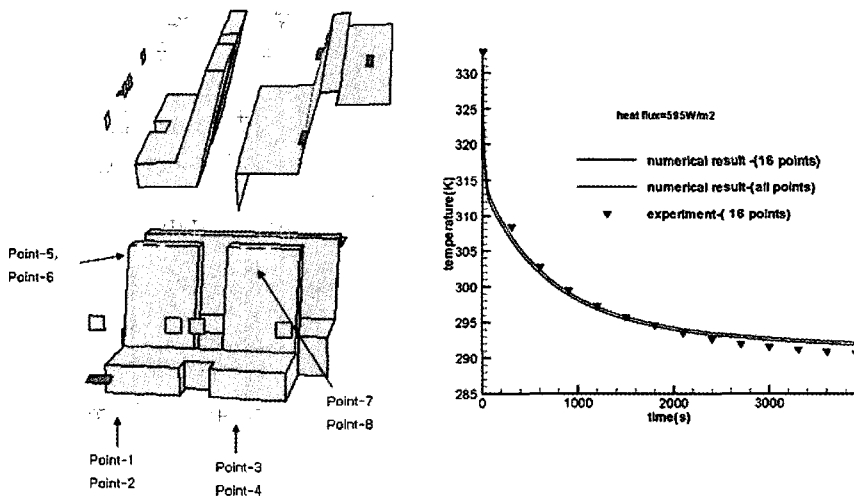 Point-5,
Point-6
Point-7
Point-8
Point-1
Point-2
Point-3
Point-4
330
325
320
315
310
305
300
295
290
285
temperature(K)
heat flux=595W/m2
numerical result-(16 points)
numerical result-(all points)
experiment-( 16 points)
0
1000
2000
3000
time(s)